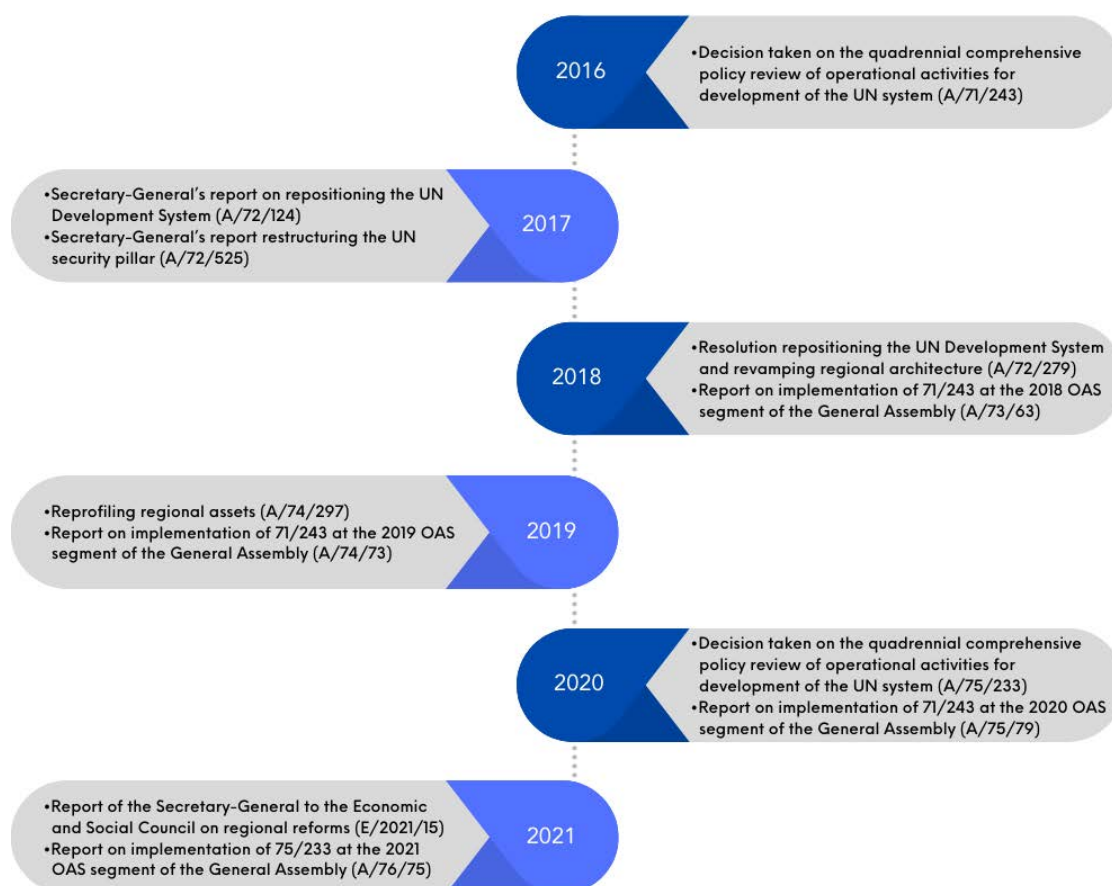 2016
•Decision taken on the quadrennial comprehensive
policy review of operational activities for
development of the UN system (A/71/243)
•Secretary-General's report on repositioning the UN
Development System (A/72/124)
•Secretary-General's report restructuring the UN
security pillar (A/72/525)
2017
2018
•Resolution repositioning the UN Development System
and revamping regional architecture (A/72/279)
•Report on implementation of 71/243 at the 2018 OAS
segment of the General Assembly (A/73/63)
•Reprofiling regional assets (A/74/297)
•Report on implementation of 71/243 at the 2019 OAS
segment of the General Assembly (A/74/73)
2019
2020
•Decision taken on the quadrennial comprehensive
policy review of operational activities for
development of the UN system (A/75/233)
•Report on implementation of 71/243 at the 2020 OAS
segment of the General Assembly (A/75/79)
•Report of the Secretary-General to the Economic
and Social Council on regional reforms (E/2021/15)
•Report on implementation of 75/233 at the 2021
OAS segment of the General Assembly (A/76/75)
2021